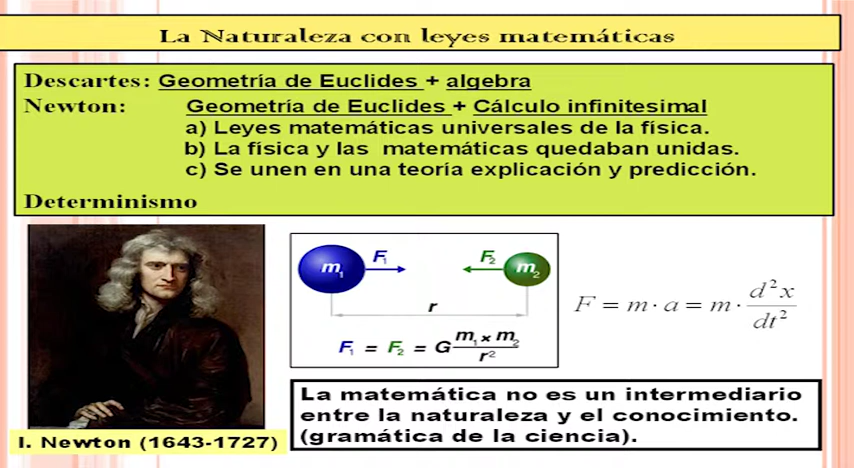 La Naturaleza con leyes matemáticas
Descartes: Geometría de Euclides + algebra
Newton: Geometría de Euclides + Cálculo infinitesimal
a) Leyes matemáticas universales de la física.
b) La física y las matemáticas quedaban unidas.
c) Se unen en una teoría explicación y predicción.
Determinismo
m₁ F₁ F₂ m₂
r
F₁ = F₂ = G m₁ x m₂ / r²
F = m · a = m · d²x / dt²
La matemática no es un intermediario
entre la naturaleza y el conocimiento.
(gramática de la ciencia).
I. Newton (1643-1727)